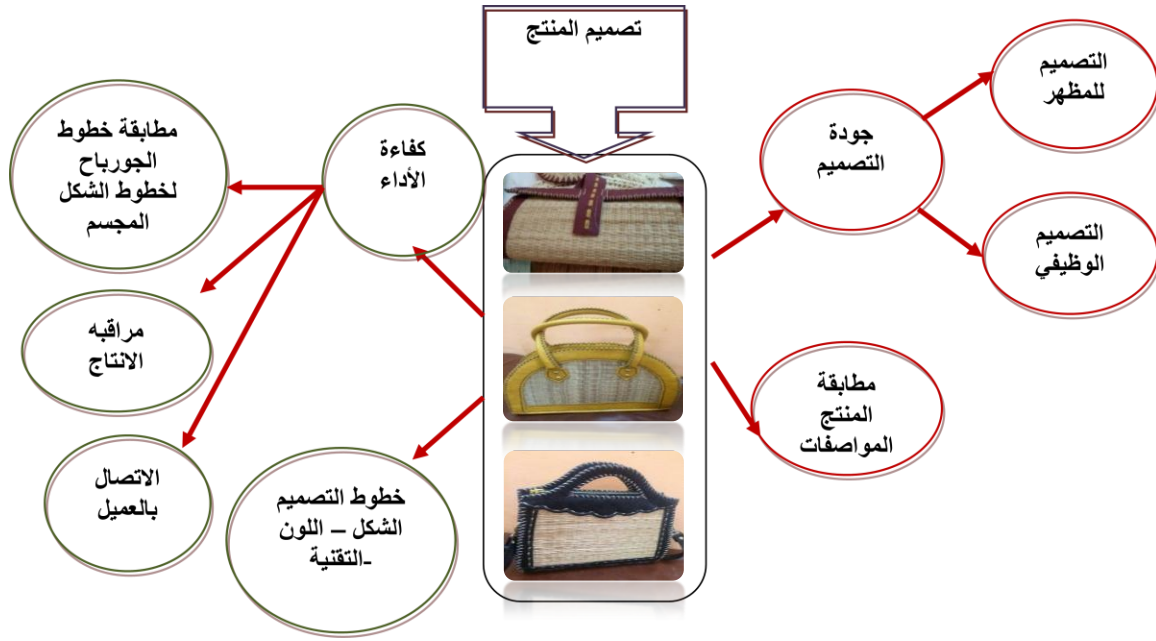 تصميم المنتج
جودة
التصميم
التصميم
للمظهر
التصميم
الوظيفي
مطابقة
المنتج
المواصفات
كفاءة
الأداء
مطابقة خطوط
الجورباح
لخطوط الشكل
المجسم
مراقبه
الانتاج
الاتصال
بالعميل
خطوط التصميم
الشكل – اللون
-التقنية